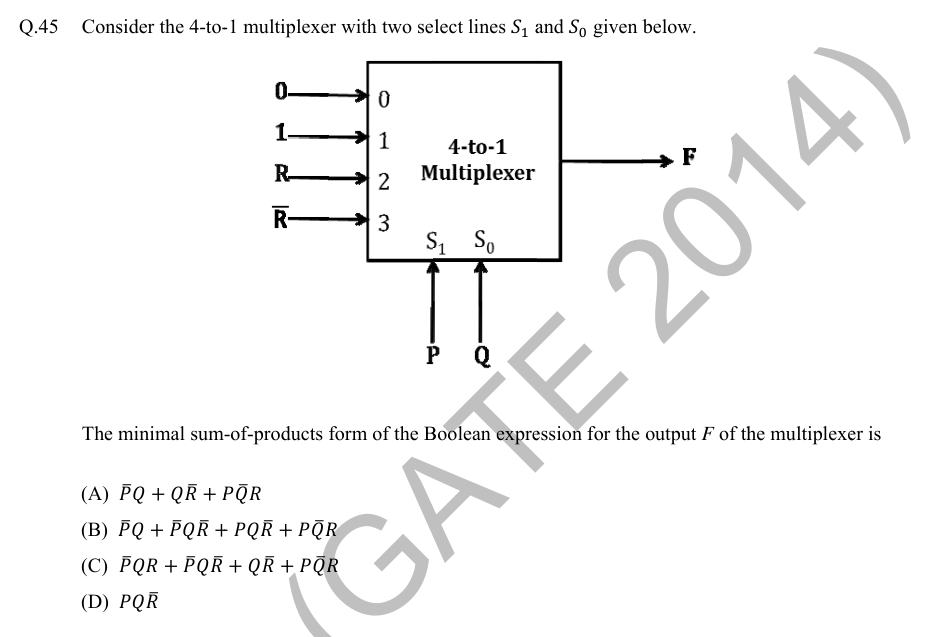 Q.45 Consider the 4-to-1 multiplexer with two select lines S₁ and S₀ given below.
0 0
1 1
4-to-1
R 2 Multiplexer F
R̅ 3
S₁ S₀
P Q
The minimal sum-of-products form of the Boolean expression for the output F of the multiplexer is
(A) P̅Q + QR̅ + PQ̅R
(B) P̅Q + P̅QR̅ + PQR̅ + PQ̅R
(C) P̅QR + P̅QR̅ + QR̅ + PQ̅R
(D) PQR̅
(GATE 2014)